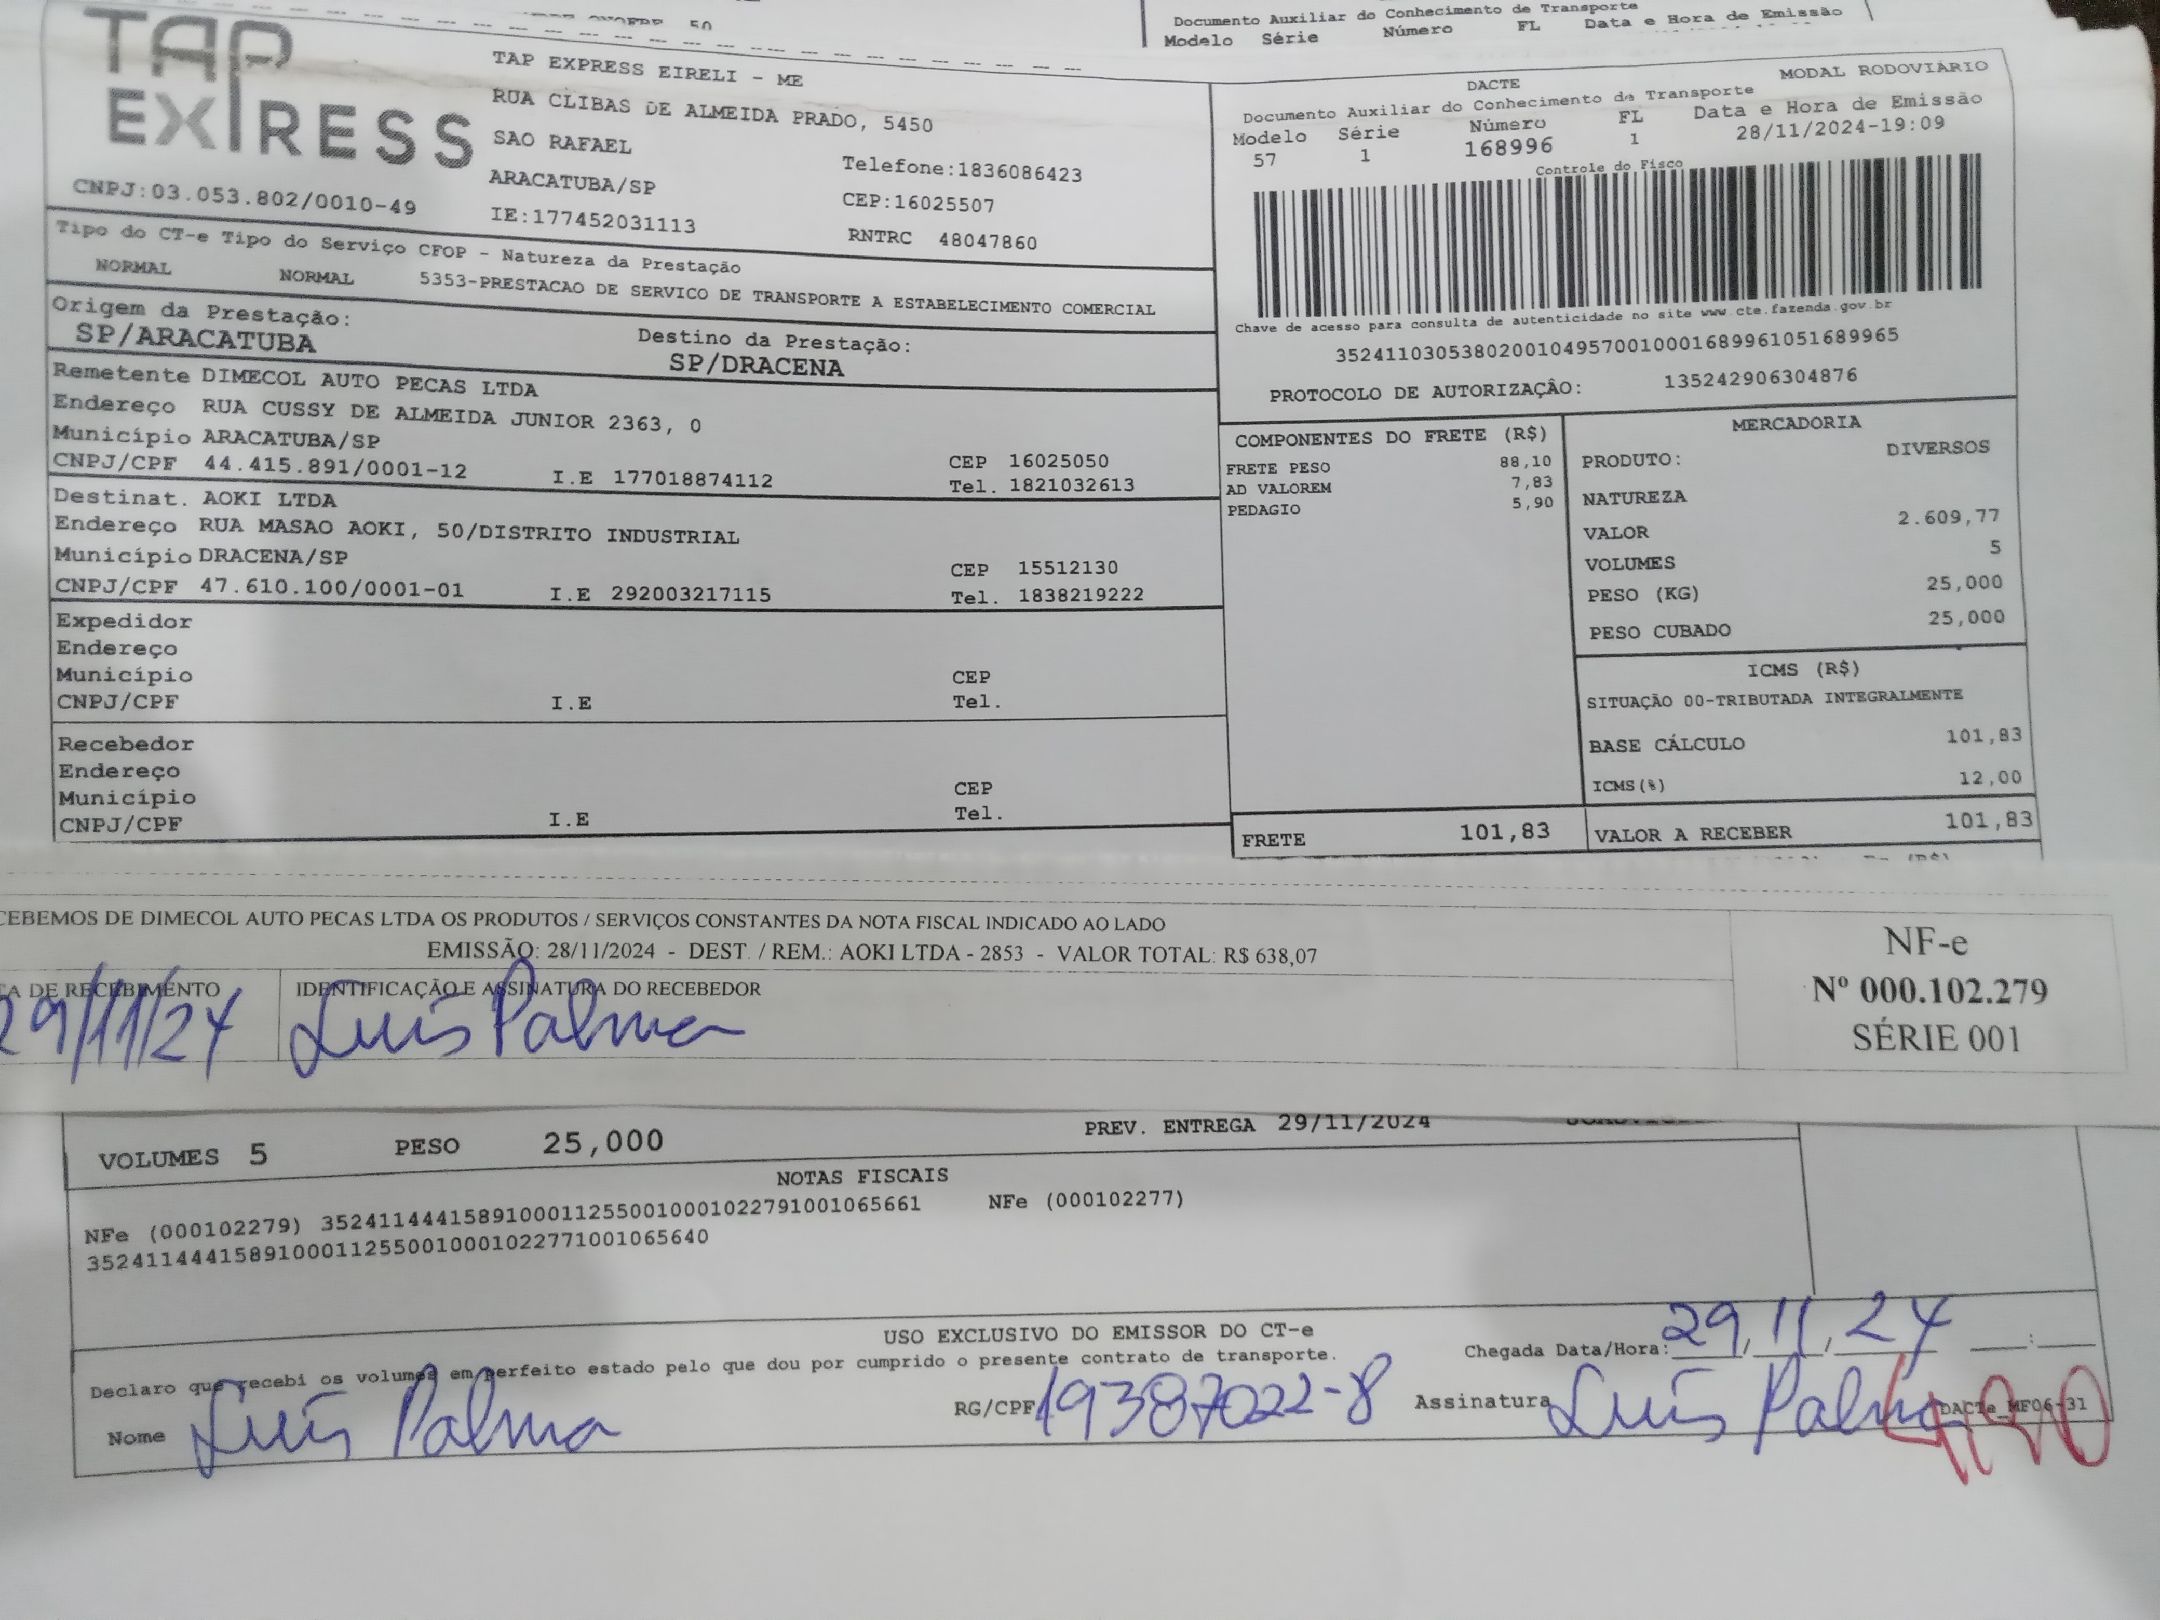 50
Documento Auxiliar do Conhecimento de Transporte
Modelo Série Número FL Data e Hora de Emissão
TAP
EXPRESS
CNPJ:03.053.802/0010-49
TAP EXPRESS EIRELI - ME
RUA CLIBAS DE ALMEIDA PRADO, 5450
SAO RAFAEL
ARACATUBA/SP
IE:177452031113
Telefone:1836086423
CEP:16025507
RNTRC 48047860
DACTE MODAL RODOVIÁRIO
Documento Auxiliar do Conhecimento de Transporte
Modelo Série Número FL Data e Hora de Emissão
57 1 168996 1 28/11/2024-19:09
Controle do Fisco
Chave de acesso para consulta de autenticidade no site www.cte.fazenda.gov.br
35241103053802001049570010001689961051689965
PROTOCOLO DE AUTORIZAÇÃO: 135242906304876
Tipo do CT-e Tipo do Serviço CFOP - Natureza da Prestação
NORMAL NORMAL 5353-PRESTACAO DE SERVICO DE TRANSPORTE A ESTABELECIMENTO COMERCIAL
Origem da Prestação: Destino da Prestação:
SP/ARACATUBA SP/DRACENA
Remetente DIMECOL AUTO PECAS LTDA
Endereço RUA CUSSY DE ALMEIDA JUNIOR 2363, 0
Município ARACATUBA/SP CEP 16025050
CNPJ/CPF 44.415.891/0001-12 I.E 177018874112 Tel. 1821032613
Destinat. AOKI LTDA
Endereço RUA MASAO AOKI, 50/DISTRITO INDUSTRIAL
Município DRACENA/SP CEP 15512130
CNPJ/CPF 47.610.100/0001-01 I.E 292003217115 Tel. 1838219222
Expedidor
Endereço
Município CEP
CNPJ/CPF I.E Tel.
Recebedor
Endereço
Município CEP
CNPJ/CPF I.E Tel.
COMPONENTES DO FRETE (R$)
FRETE PESO 88,10
AD VALOREM 7,83
PEDAGIO 5,90
FRETE 101,83
MERCADORIA
PRODUTO: DIVERSOS
NATUREZA
VALOR 2.609,77
VOLUMES 5
PESO (KG) 25,000
PESO CUBADO 25,000
ICMS (R$)
SITUAÇÃO 00-TRIBUTADA INTEGRALMENTE
BASE CÁLCULO 101,83
ICMS(%) 12,00
VALOR A RECEBER 101,83
CEBEMOS DE DIMECOL AUTO PECAS LTDA OS PRODUTOS / SERVIÇOS CONSTANTES DA NOTA FISCAL INDICADO AO LADO
EMISSÃO: 28/11/2024 - DEST. / REM.: AOKI LTDA - 2853 - VALOR TOTAL: R$ 638,07
TA DE RECEBIMENTO IDENTIFICAÇÃO E ASSINATURA DO RECEBEDOR
29/11/24 Luís Palma
NF-e
Nº 000.102.279
SÉRIE 001
VOLUMES 5 PESO 25,000 PREV. ENTREGA 29/11/2024
NOTAS FISCAIS
NFe (000102279) 35241144415891000112550010001022791001065661 NFe (000102277)
35241144415891000112550010001022771001065640
USO EXCLUSIVO DO EMISSOR DO CT-e
Declaro que recebi os volumes em perfeito estado pelo que dou por cumprido o presente contrato de transporte.
Chegada Data/Hora: 29/11/24 :
Nome Luís Palma RG/CPF 19387022-8 Assinatura Luís Palma
DACTe_MF06-31